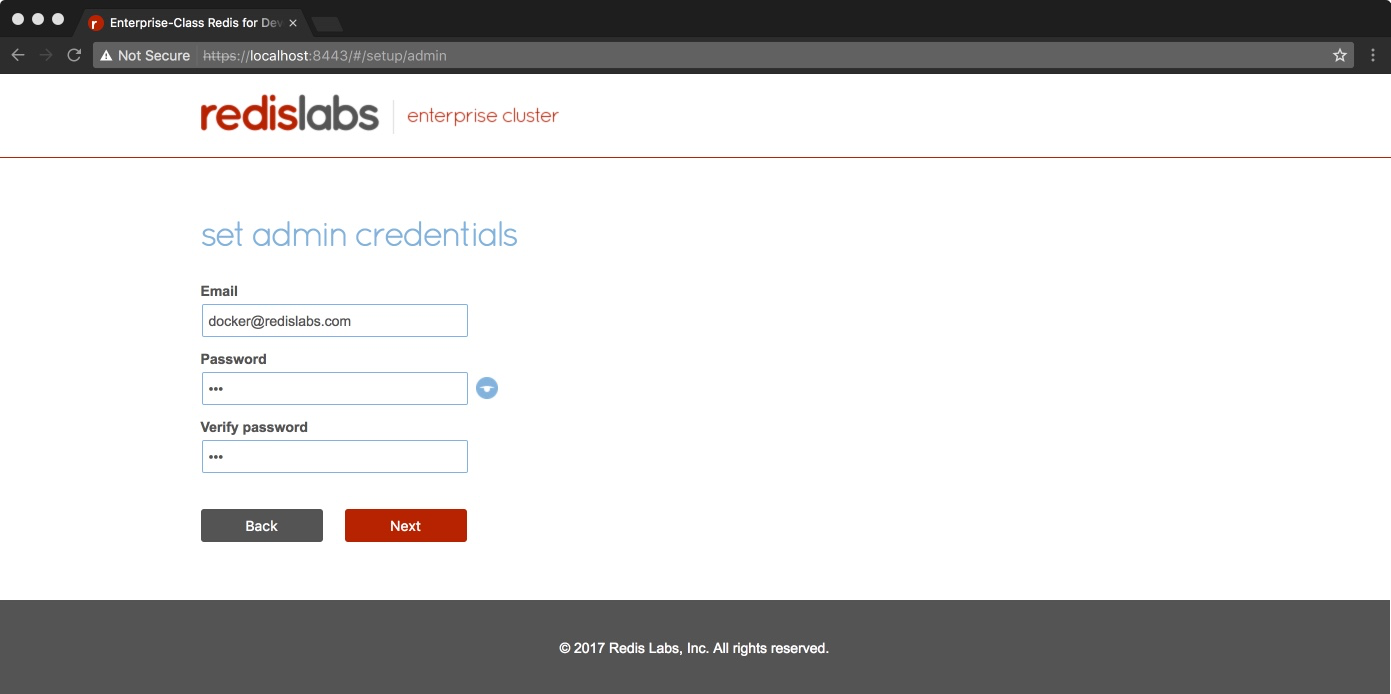 Enterprise-Class Redis for Dev
Not Secure https://localhost:8443/#/setup/admin
redislabs enterprise cluster
set admin credentials
Email
docker@redislabs.com
Password
•••
Verify password
•••
Back Next
© 2017 Redis Labs, Inc. All rights reserved.